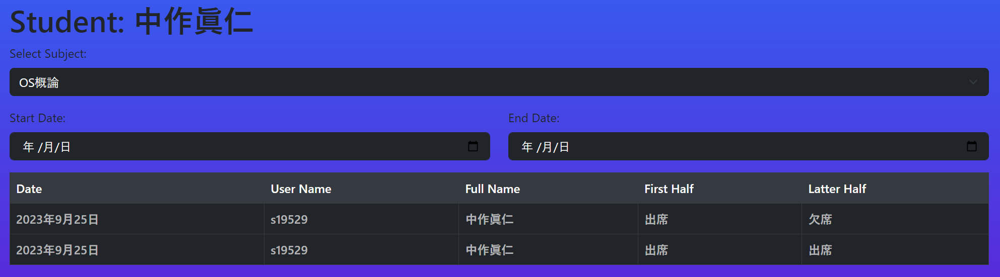 Student: 中作眞仁
Select Subject:
OS概論
Start Date: End Date:
年 /月/日 年 /月/日
Date User Name Full Name First Half Latter Half
2023年9月25日 s19529 中作眞仁 出席 欠席
2023年9月25日 s19529 中作眞仁 出席 出席